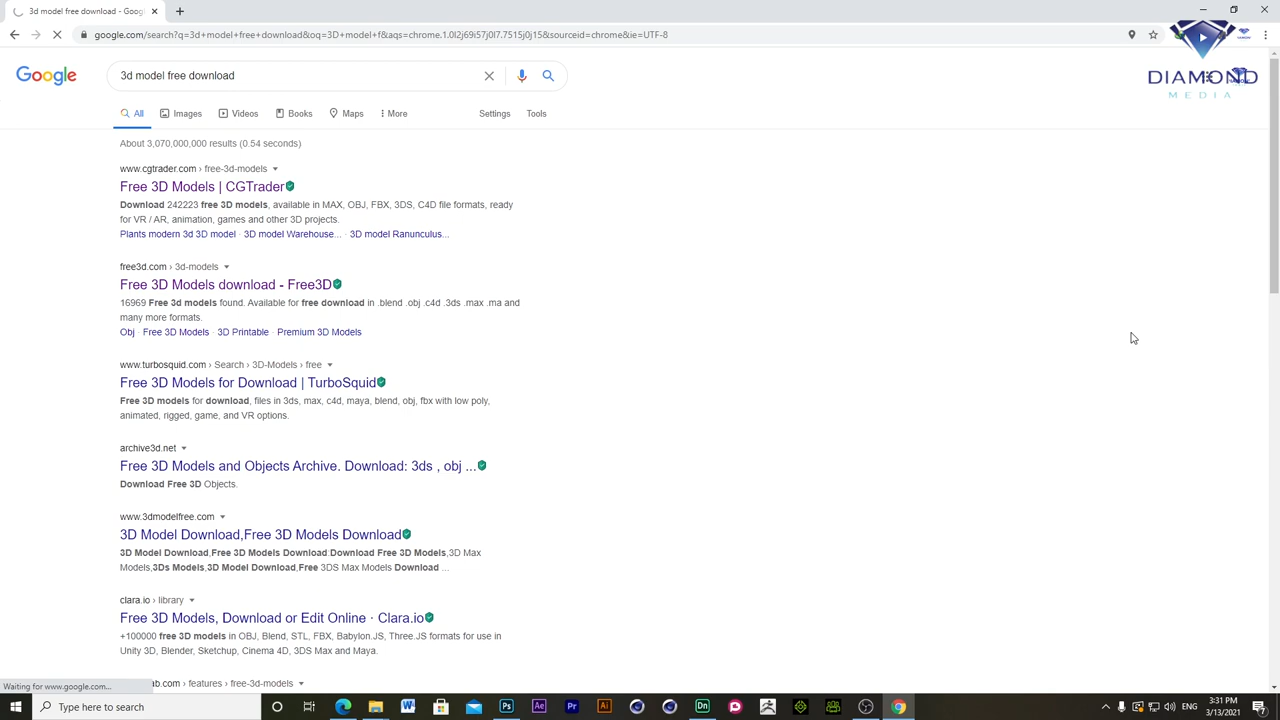 3d model free download - Googl
google.com/search?q=3d+model+free+download&oq=3D+model+f&aqs=chrome.1.0l2j69i57j0l7.7515j0j15&sourceid=chrome&ie=UTF-8
Google
3d model free download
DIAMOND
MEDIA
All
Images
Videos
Books
Maps
More
Settings
Tools
About 3,070,000,000 results (0.54 seconds)
www.cgtrader.com › free-3d-models
Free 3D Models | CGTrader
Download 242223 free 3D models, available in MAX, OBJ, FBX, 3DS, C4D file formats, ready
for VR / AR, animation, games and other 3D projects.
Plants modern 3d 3D model · 3D model Warehouse... · 3D model Ranunculus...
free3d.com › 3d-models
Free 3D Models download - Free3D
16969 Free 3d models found. Available for free download in .blend .obj .c4d .3ds .max .ma and
many more formats.
Obj · Free 3D Models · 3D Printable · Premium 3D Models
www.turbosquid.com › Search › 3D-Models › free
Free 3D Models for Download | TurboSquid
Free 3D models for download, files in 3ds, max, c4d, maya, blend, obj, fbx with low poly,
animated, rigged, game, and VR options.
archive3d.net
Free 3D Models and Objects Archive. Download: 3ds , obj ...
Download Free 3D Objects.
www.3dmodelfree.com
3D Model Download,Free 3D Models Download
3D Model Download,Free 3D Models Download:Download Free 3D Models,3D Max
Models,3Ds Models,3D Model Download,Free 3DS Max Models Download ...
clara.io › library
Free 3D Models, Download or Edit Online · Clara.io
+100000 free 3D models in OBJ, Blend, STL, FBX, Babylon.JS, Three.JS formats for use in
Unity 3D, Blender, Sketchup, Cinema 4D, 3DS Max and Maya.
ab.com › features › free-3d-models
Waiting for www.google.com...
Type here to search
W
Ps
Ae
Pr
Ai
Dn
ENG
3:31 PM
3/13/2021